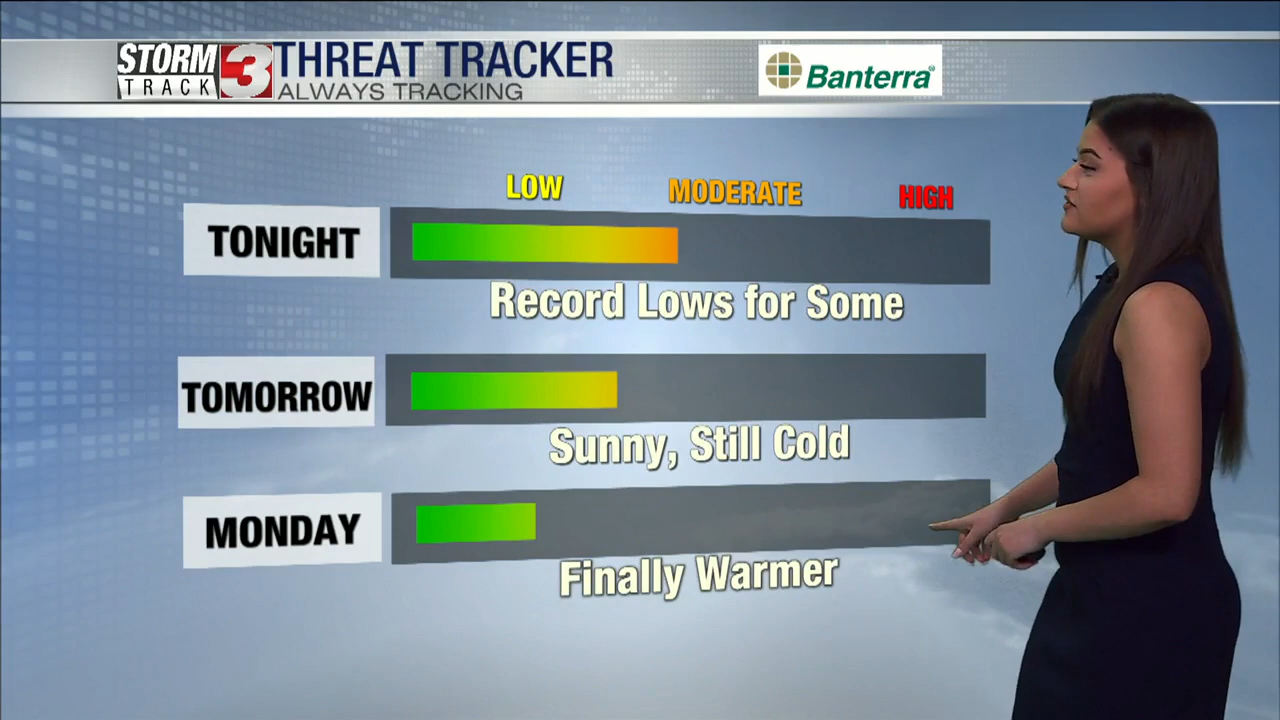 STORM
TRACK
3
THREAT TRACKER
ALWAYS TRACKING
Banterra®
LOW
MODERATE
HIGH
TONIGHT
Record Lows for Some
TOMORROW
Sunny, Still Cold
MONDAY
Finally Warmer